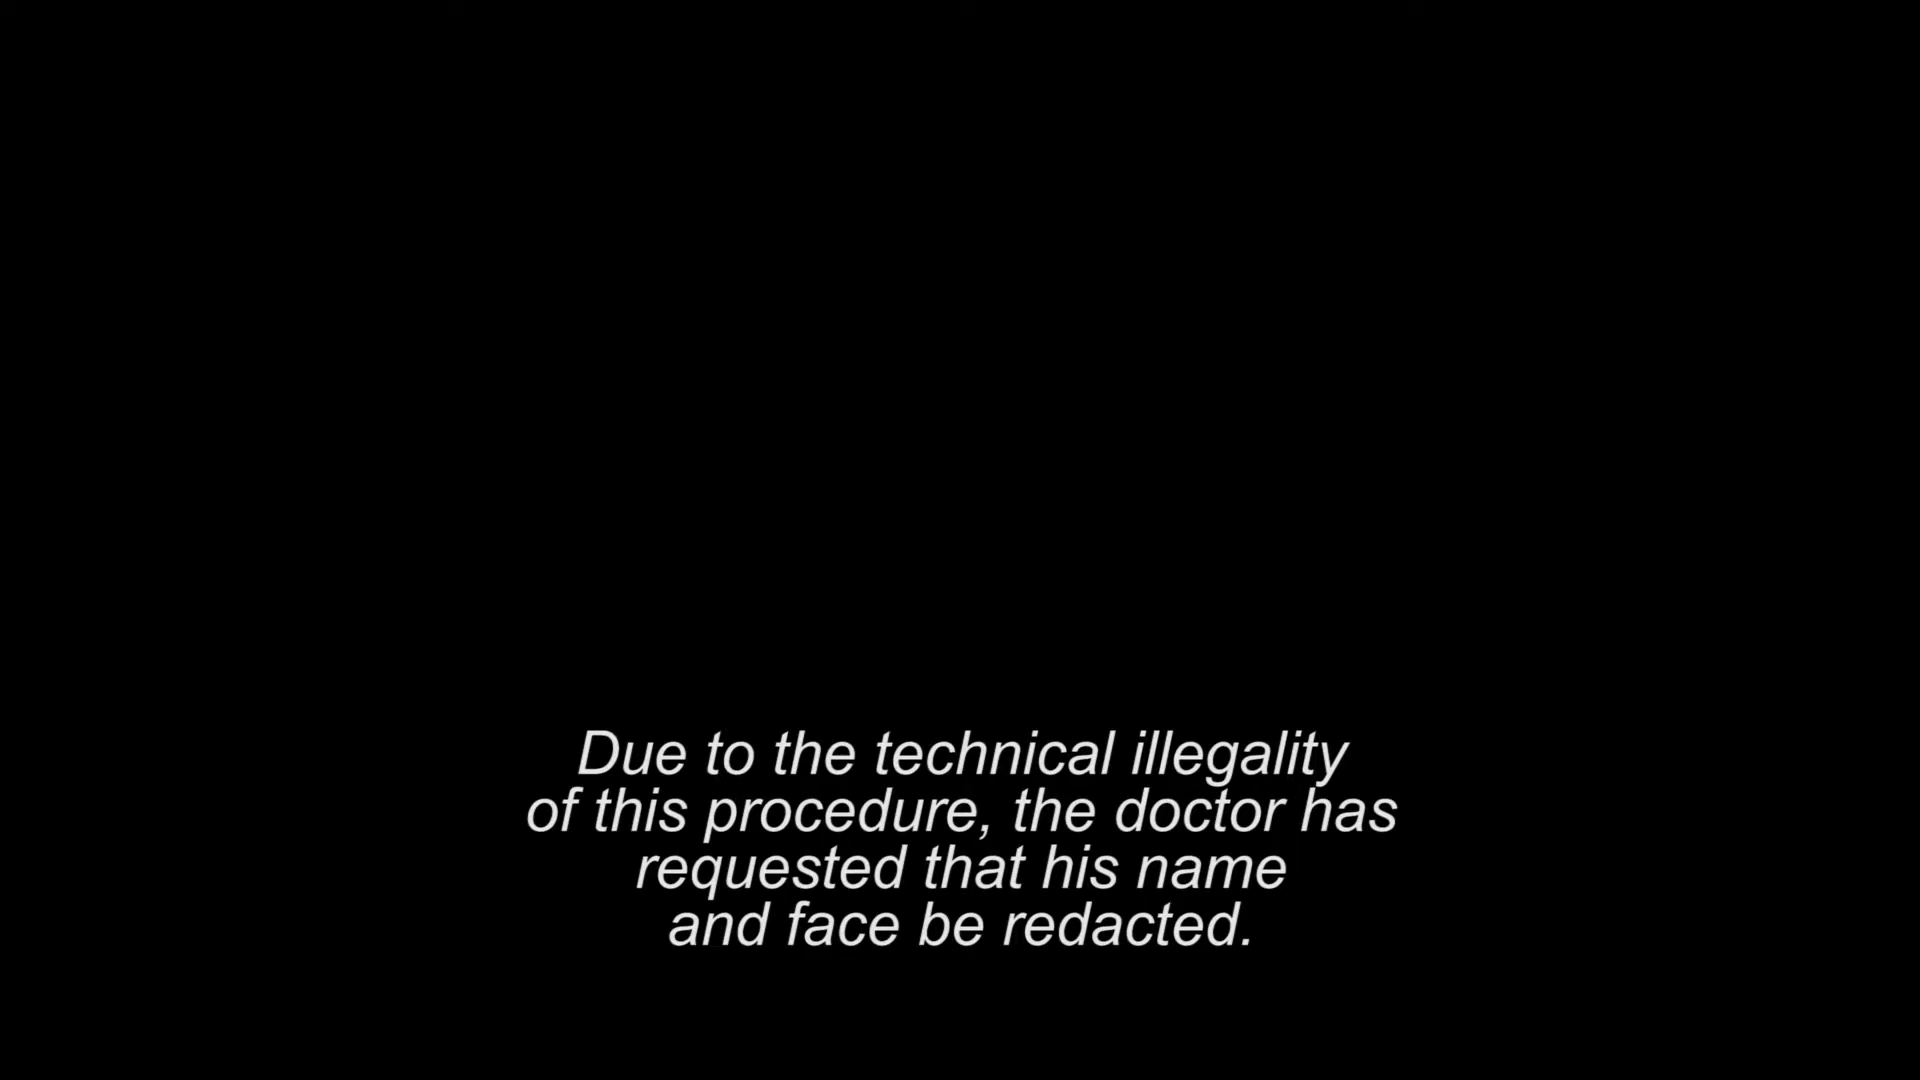 Due to the technical illegality
of this procedure, the doctor has
requested that his name
and face be redacted.